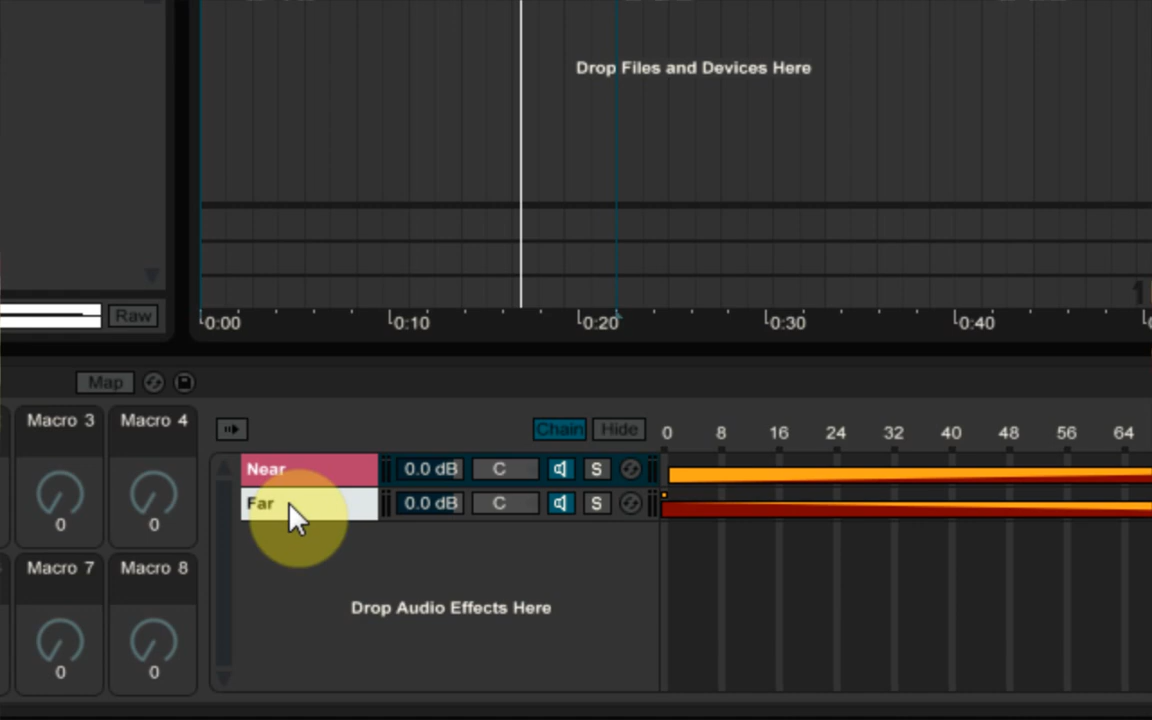 Drop Files and Devices Here
Raw
0:00 0:10 0:20 0:30 0:40
Map
Macro 3 Macro 4
0 0
Macro 7 Macro 8
0 0
Chain Hide 0 8 16 24 32 40 48 56 64
Near 0.0 dB C S
Far 0.0 dB C S
Drop Audio Effects Here